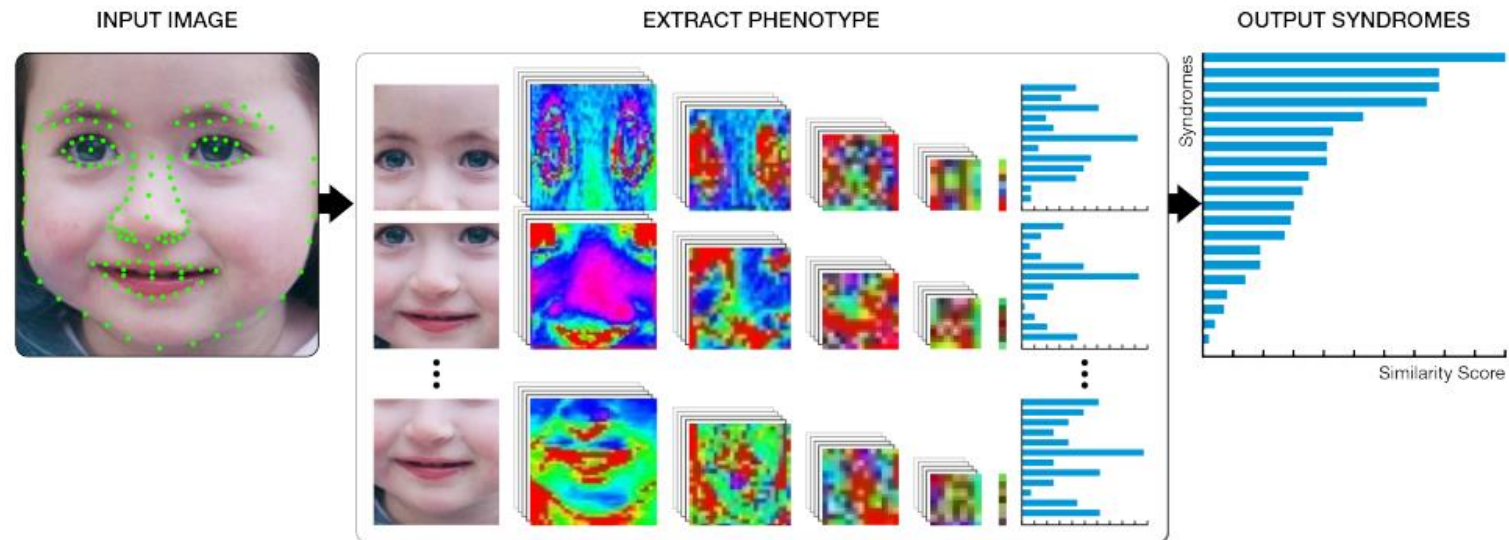 INPUT IMAGE
EXTRACT PHENOTYPE
OUTPUT SYNDROMES
Syndromes
Similarity Score